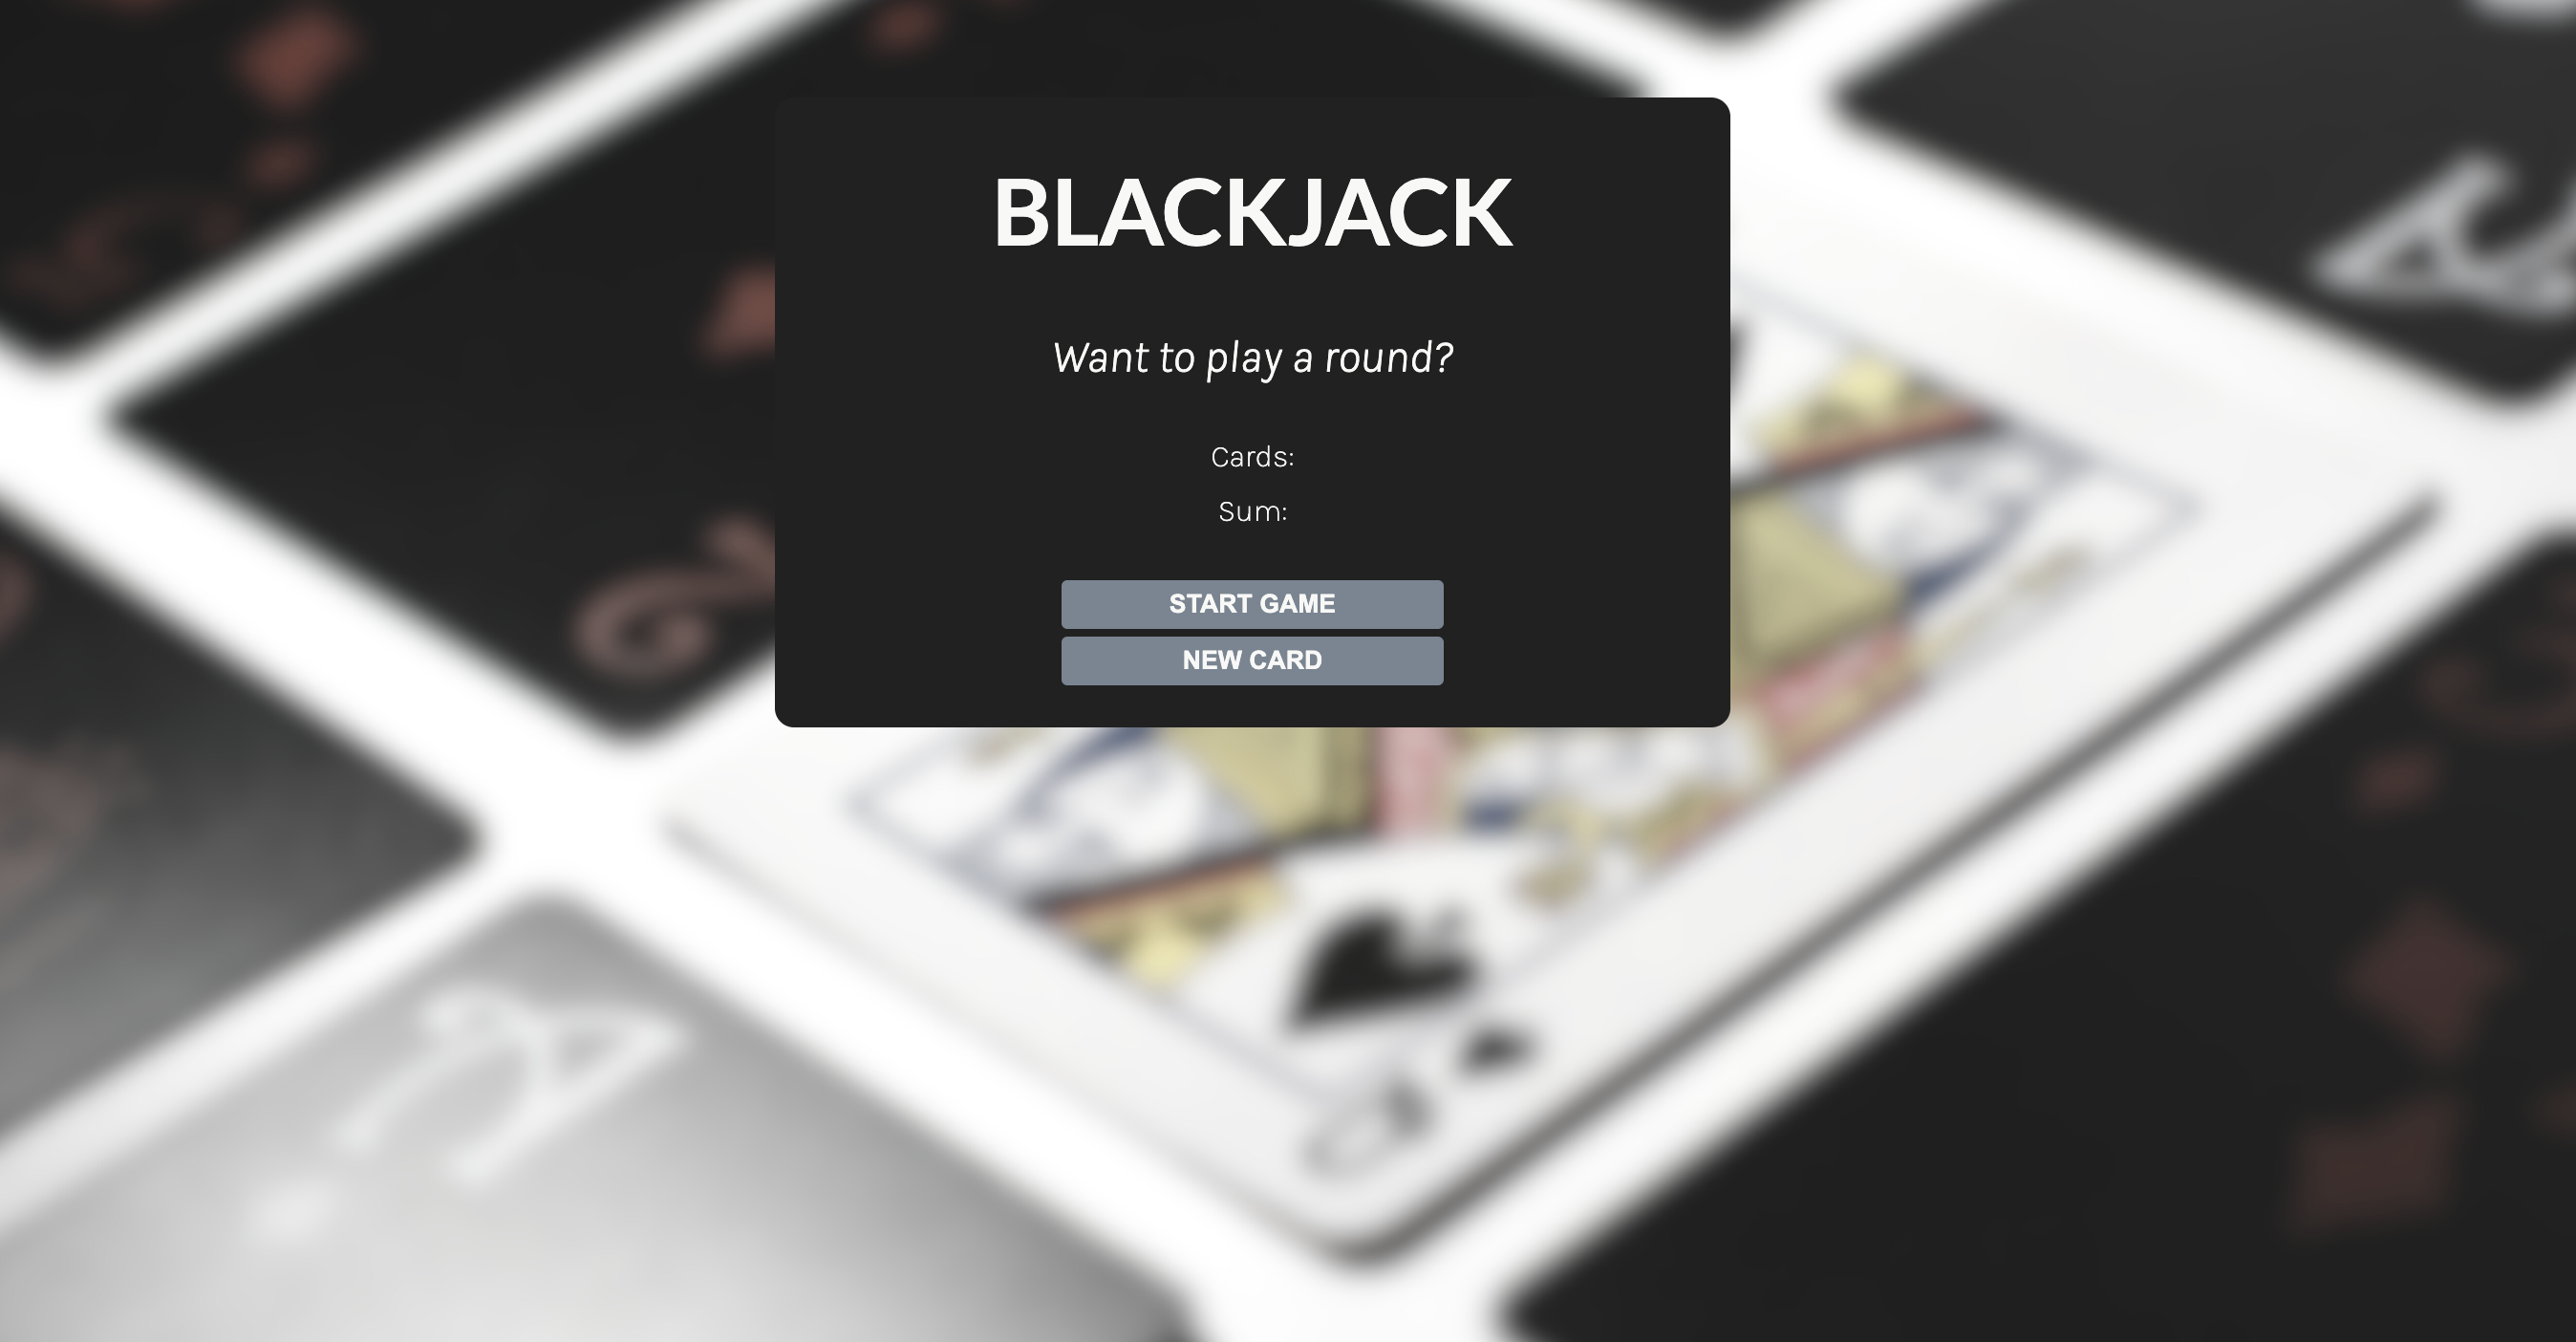 BLACKJACK
Want to play a round?
Cards:
Sum:
START GAME
NEW CARD